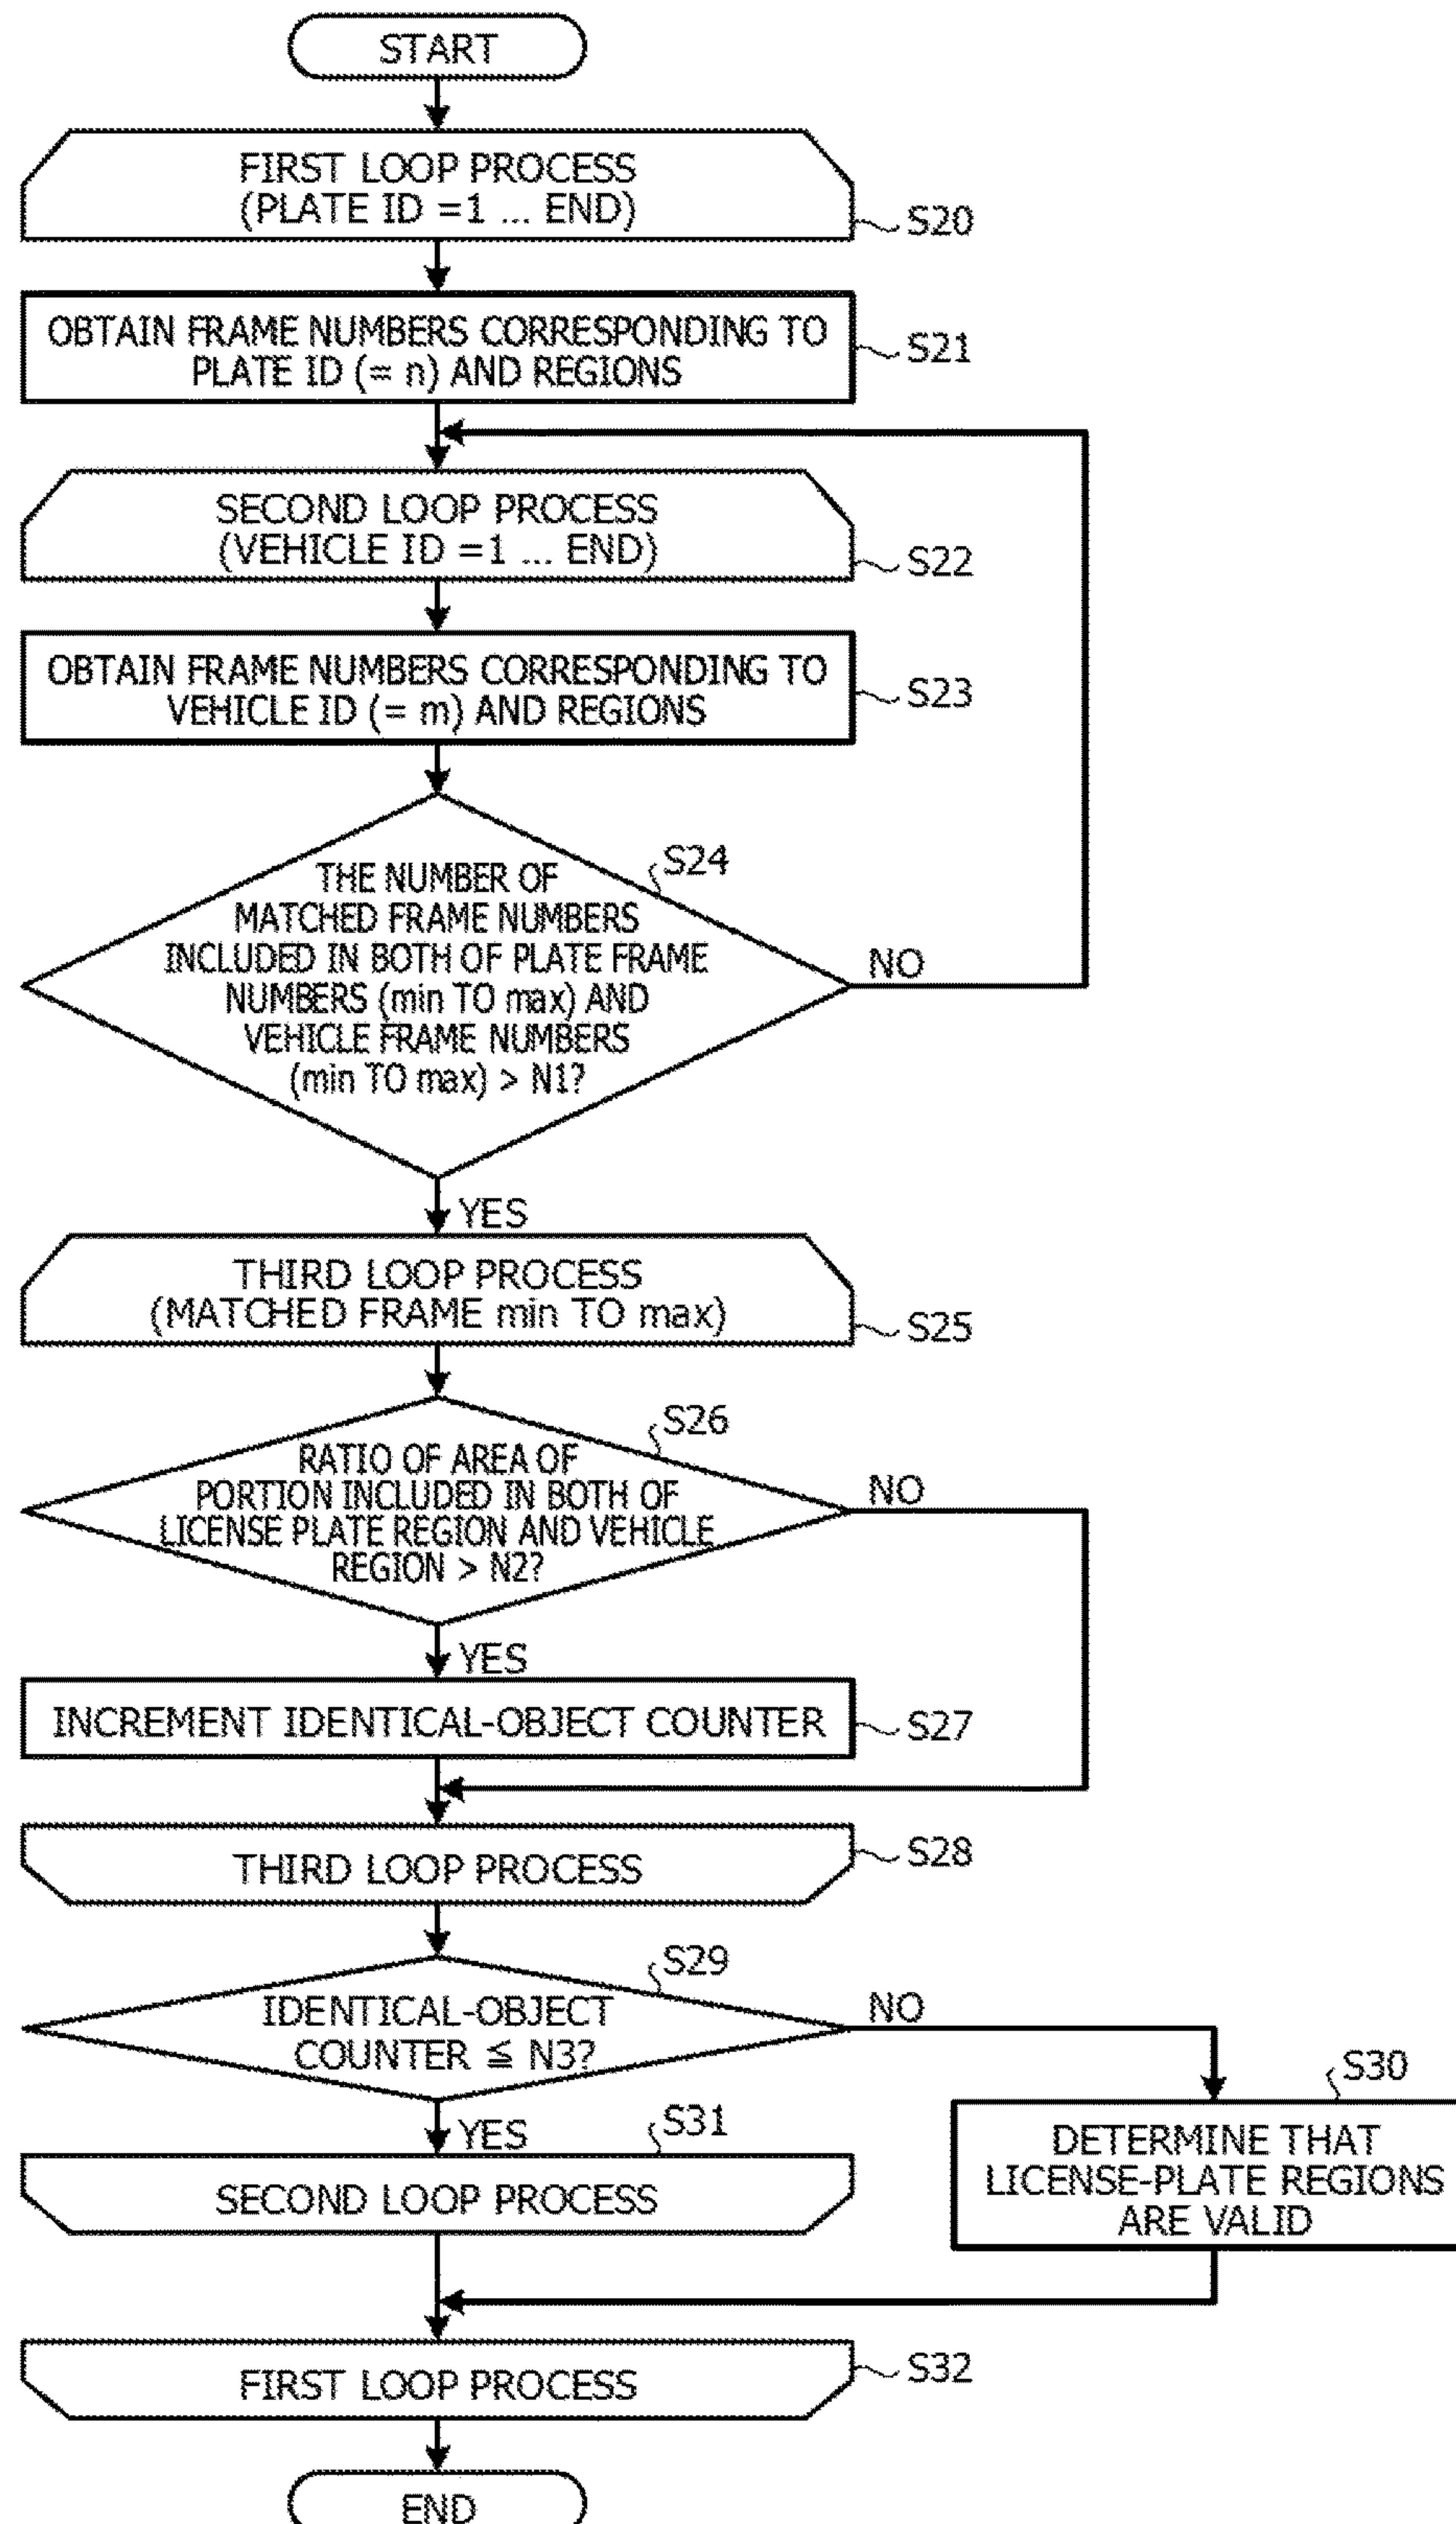 START
FIRST LOOP PROCESS
(PLATE ID =1 ... END)
S20
OBTAIN FRAME NUMBERS CORRESPONDING TO
PLATE ID (= n) AND REGIONS
S21
SECOND LOOP PROCESS
(VEHICLE ID =1 ... END)
S22
OBTAIN FRAME NUMBERS CORRESPONDING TO
VEHICLE ID (= m) AND REGIONS
S23
S24
THE NUMBER OF
MATCHED FRAME NUMBERS
INCLUDED IN BOTH OF PLATE FRAME
NUMBERS (min TO max) AND
VEHICLE FRAME NUMBERS
(min TO max) > N1?
NO
YES
THIRD LOOP PROCESS
(MATCHED FRAME min TO max)
S25
S26
RATIO OF AREA OF
PORTION INCLUDED IN BOTH OF
LICENSE PLATE REGION AND VEHICLE
REGION > N2?
NO
YES
INCREMENT IDENTICAL-OBJECT COUNTER
S27
THIRD LOOP PROCESS
S28
S29
IDENTICAL-OBJECT
COUNTER ≦ N3?
NO
YES
S30
DETERMINE THAT
LICENSE-PLATE REGIONS
ARE VALID
S31
SECOND LOOP PROCESS
FIRST LOOP PROCESS
S32
END